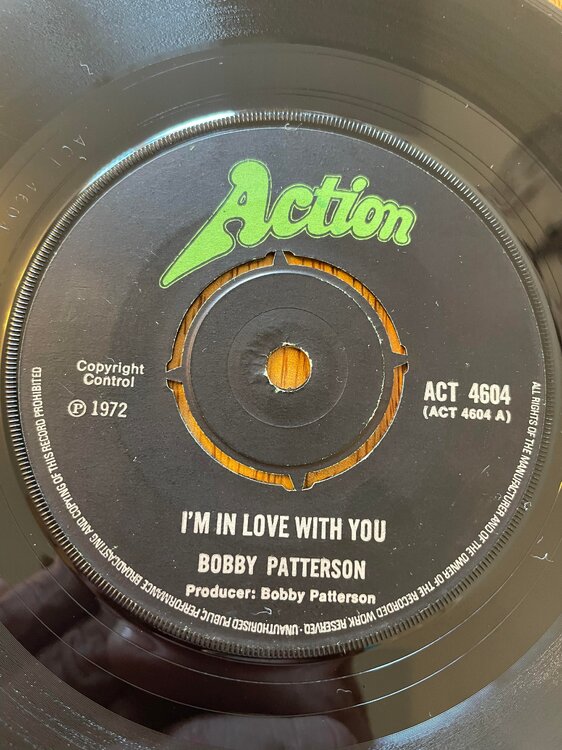 Action
Copyright
Control
℗ 1972
ACT 4604
(ACT 4604 A)
I'M IN LOVE WITH YOU
BOBBY PATTERSON
Producer: Bobby Patterson
ALL RIGHTS OF THE MANUFACTURER AND OF THE OWNER OF THE RECORDED WORK RESERVED - UNAUTHORISED PUBLIC PERFORMANCE BROADCASTING AND COPYING OF THIS RECORD PROHIBITED